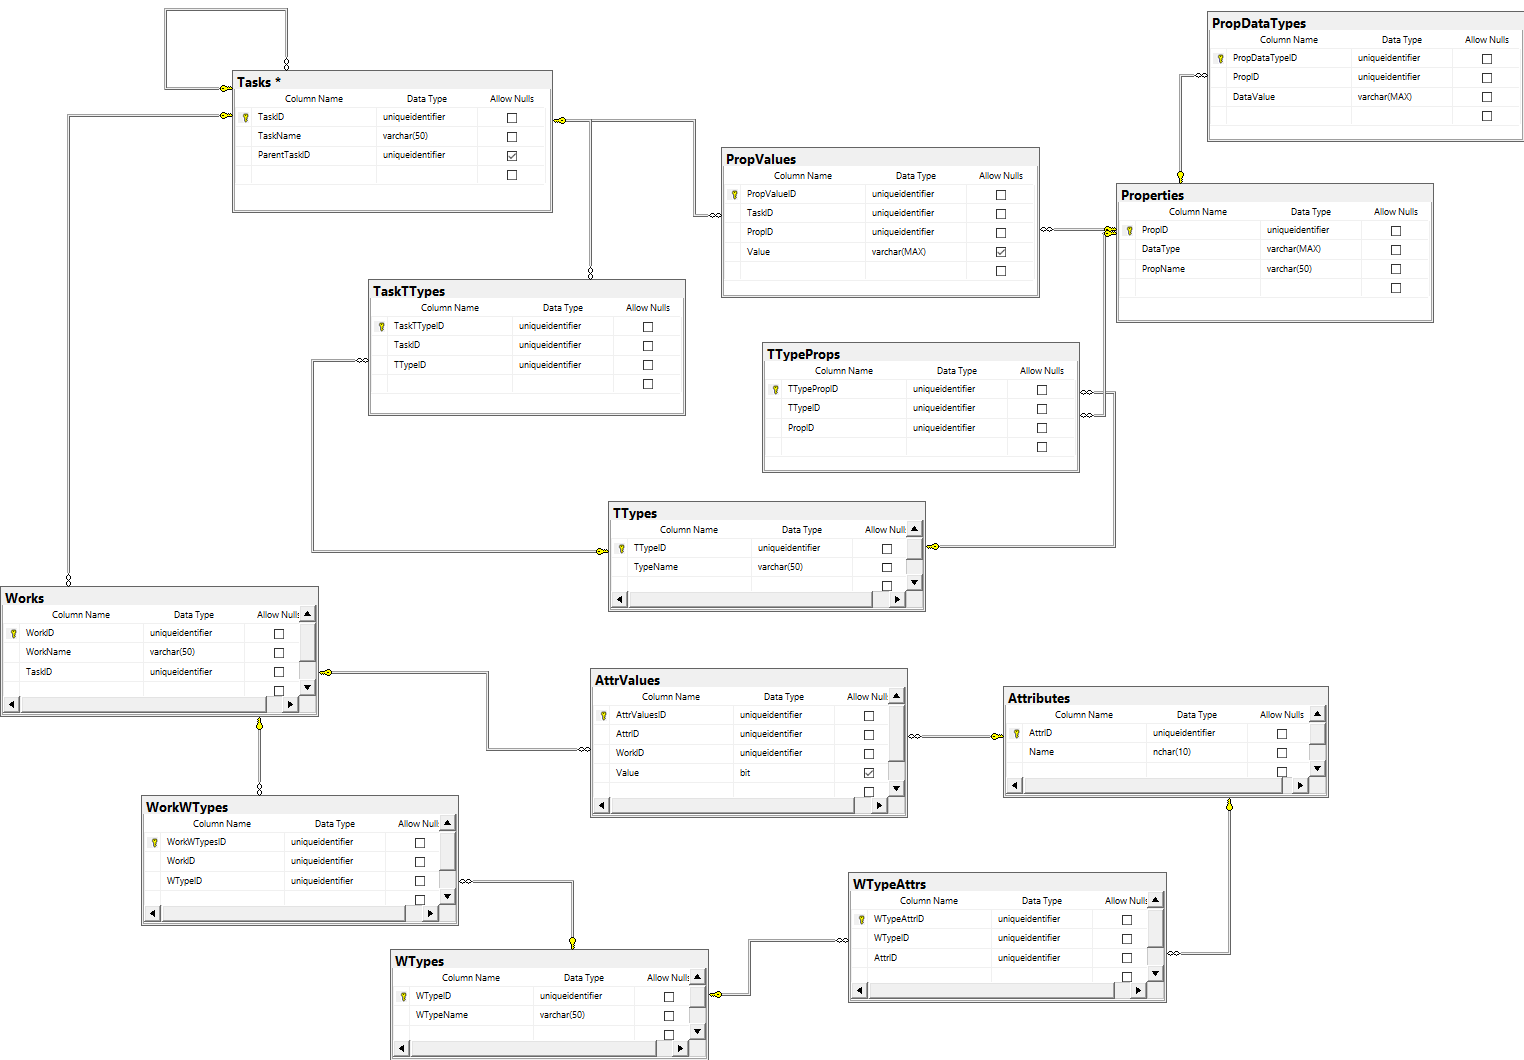 PropDataTypes
Column Name Data Type Allow Nulls
PropDataTypeID uniqueidentifier
PropID uniqueidentifier
DataValue varchar(MAX)
Tasks *
Column Name Data Type Allow Nulls
TaskID uniqueidentifier
TaskName varchar(50)
ParentTaskID uniqueidentifier
PropValues
Column Name Data Type Allow Nulls
PropValueID uniqueidentifier
TaskID uniqueidentifier
PropID uniqueidentifier
Value varchar(MAX)
Properties
Column Name Data Type Allow Nulls
PropID uniqueidentifier
DataType varchar(MAX)
PropName varchar(50)
TaskTTypes
Column Name Data Type Allow Nulls
TaskTTypeID uniqueidentifier
TaskID uniqueidentifier
TTypeID uniqueidentifier
TTypeProps
Column Name Data Type Allow Nulls
TTypePropID uniqueidentifier
TTypeID uniqueidentifier
PropID uniqueidentifier
TTypes
Column Name Data Type Allow Null
TTypeID uniqueidentifier
TypeName varchar(50)
Works
Column Name Data Type Allow Nulls
WorkID uniqueidentifier
WorkName varchar(50)
TaskID uniqueidentifier
AttrValues
Column Name Data Type Allow Null
AttrValuesID uniqueidentifier
AttrID uniqueidentifier
WorkID uniqueidentifier
Value bit
Attributes
Column Name Data Type Allow Nulls
AttrID uniqueidentifier
Name nchar(10)
WorkWTypes
Column Name Data Type Allow Null
WorkWTypesID uniqueidentifier
WorkID uniqueidentifier
WTypeID uniqueidentifier
WTypeAttrs
Column Name Data Type Allow Nulls
WTypeAttrID uniqueidentifier
WTypeID uniqueidentifier
AttrID uniqueidentifier
WTypes
Column Name Data Type Allow Nulls
WTypeID uniqueidentifier
WTypeName varchar(50)